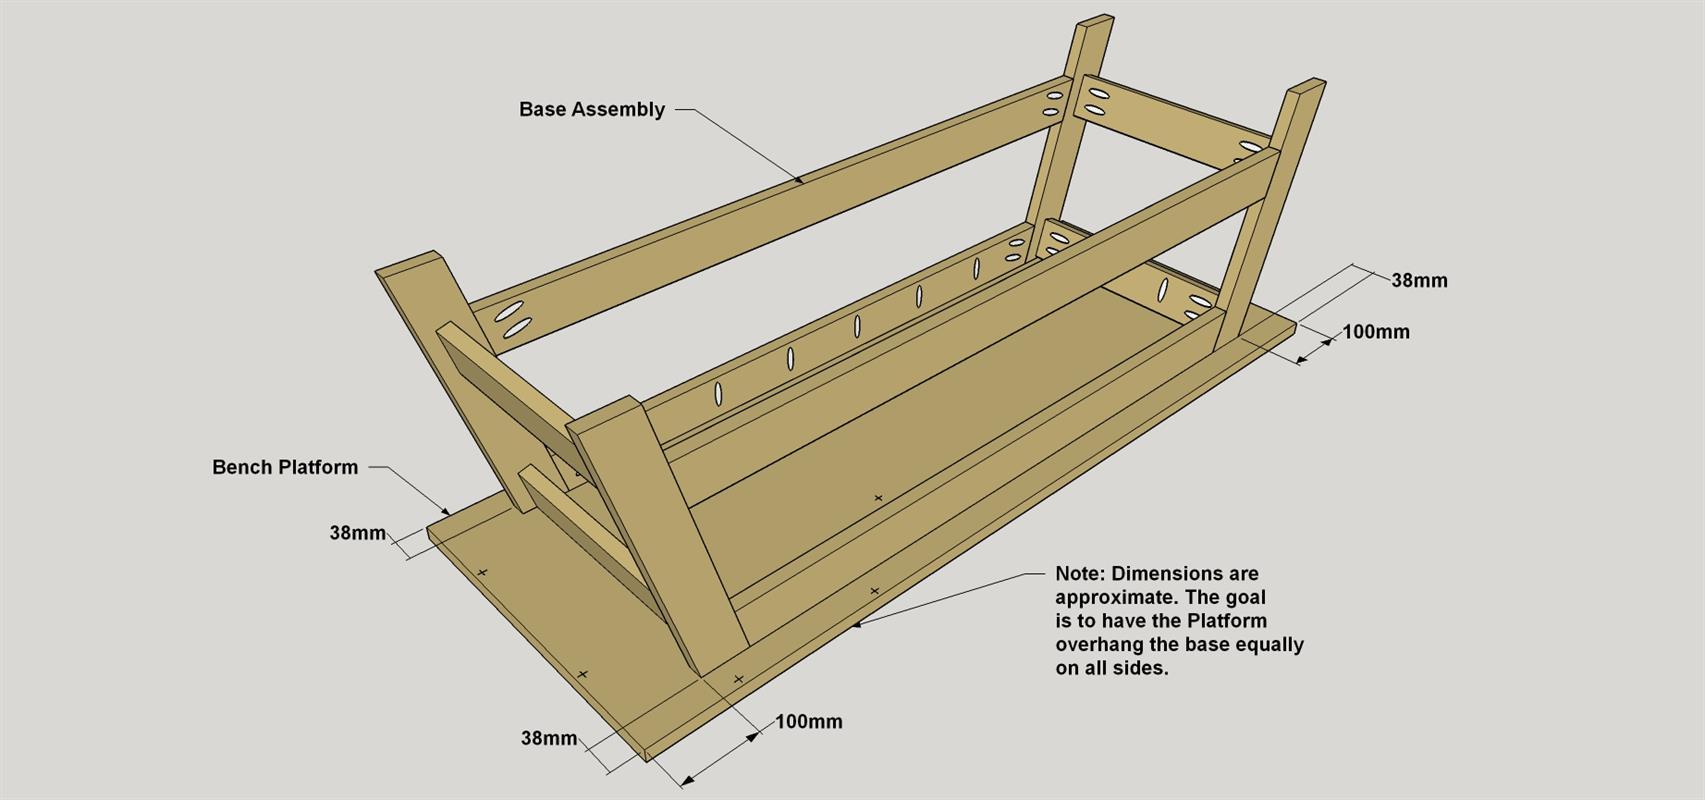 Base Assembly
38mm
100mm
Bench Platform
38mm
Note: Dimensions are
approximate. The goal
is to have the Platform
overhang the base equally
on all sides.
100mm
38mm